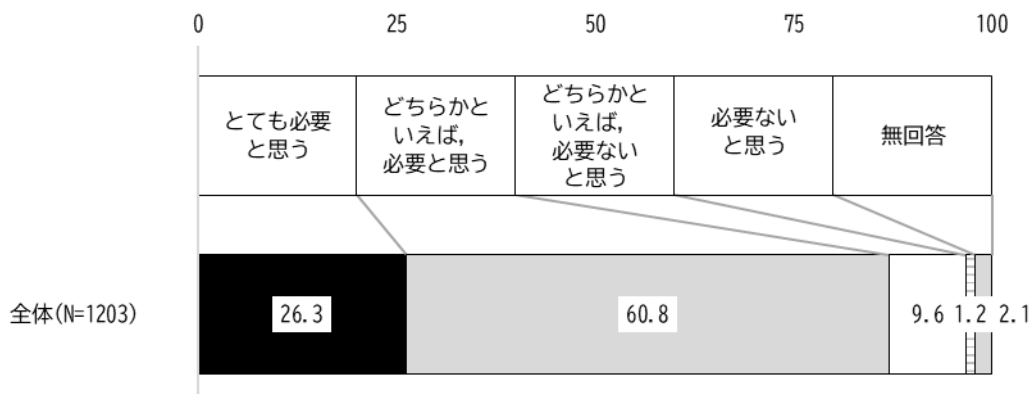 0 25 50 75 100
とても必要
と思う
どちらかと
いえば，
必要と思う
どちらかと
いえば，
必要ない
と思う
必要ない
と思う
無回答
全体(N=1203)
26.3 60.8 9.6 1.2 2.1